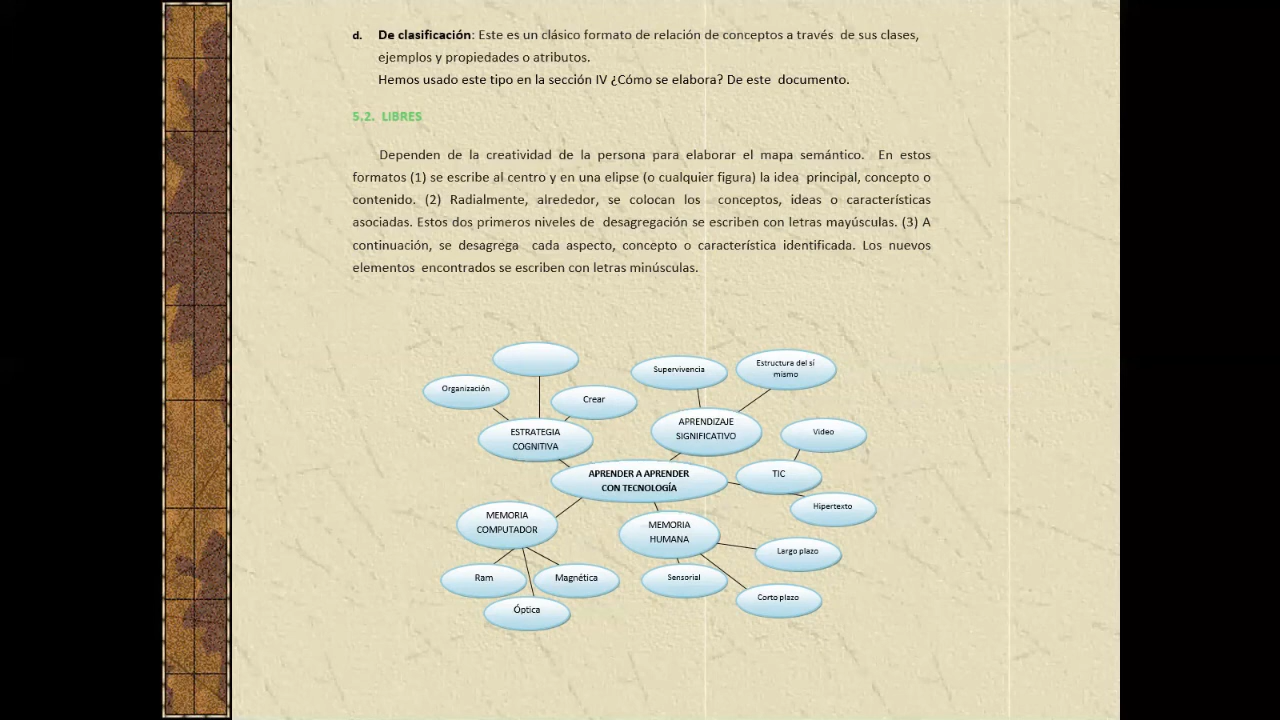 d. De clasificación: Este es un clásico formato de relación de conceptos a través de sus clases,
ejemplos y propiedades o atributos.
Hemos usado este tipo en la sección IV ¿Cómo se elabora? De este documento.
5.2. LIBRES
Dependen de la creatividad de la persona para elaborar el mapa semántico. En estos
formatos (1) se escribe al centro y en una elipse (o cualquier figura) la idea principal, concepto o
contenido. (2) Radialmente, alrededor, se colocan los conceptos, ideas o características
asociadas. Estos dos primeros niveles de desagregación se escriben con letras mayúsculas. (3) A
continuación, se desagrega cada aspecto, concepto o característica identificada. Los nuevos
elementos encontrados se escriben con letras minúsculas.
Organización
Crear
ESTRATEGIA
COGNITIVA
Supervivencia
Estructura del sí
mismo
APRENDIZAJE
SIGNIFICATIVO
Video
TIC
Hipertexto
APRENDER A APRENDER
CON TECNOLOGÍA
MEMORIA
COMPUTADOR
Ram
Magnética
Óptica
MEMORIA
HUMANA
Largo plazo
Sensorial
Corto plazo